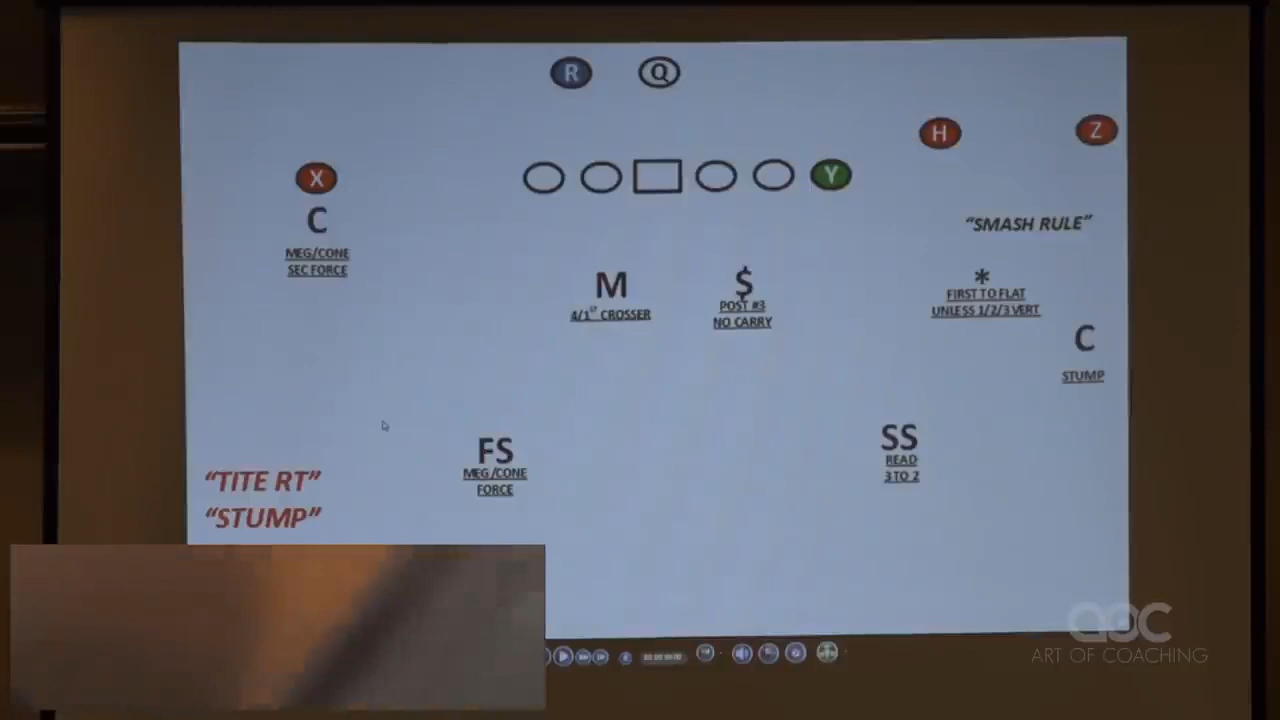 R Q
H Z
X Y
C
MEG/CONE
SEC FORCE
"SMASH RULE"
M
4/1ST CROSSER
$
POST #3
NO CARRY
*
FIRST TO FLAT
UNLESS 1/2/3 VERT
C
STUMP
FS
MEG/CONE
FORCE
SS
READ
3 TO 2
"TITE RT"
"STUMP"
aoc
ART OF COACHING